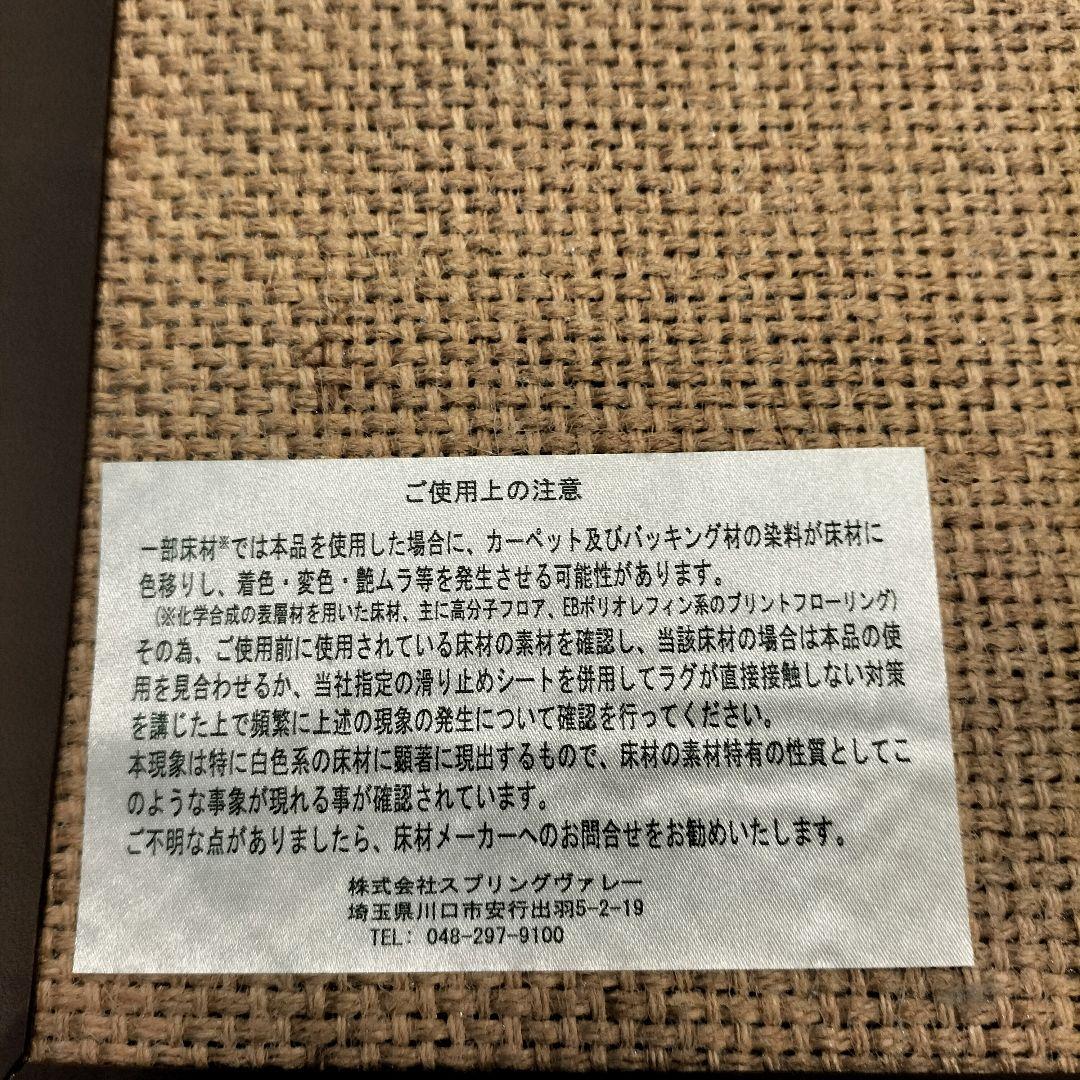 ご使用上の注意
一部床材※では本品を使用した場合に、カーペット及びバッキング材の染料が床材に
色移りし、着色・変色・艶ムラ等を発生させる可能性があります。
(※化学合成の表層材を用いた床材、主に高分子フロア、EBポリオレフィン系のプリントフローリング)
その為、ご使用前に使用されている床材の素材を確認し、当該床材の場合は本品の使
用を見合わせるか、当社指定の滑り止めシートを併用してラグが直接接触しない対策
を講じた上で頻繁に上述の現象の発生について確認を行ってください。
本現象は特に白色系の床材に顕著に現出するもので、床材の素材特有の性質としてこ
のような事象が現れる事が確認されています。
ご不明な点がありましたら、床材メーカーへのお問合せをお勧めいたします。
株式会社スプリングヴァレー
埼玉県川口市安行出羽5-2-19
TEL: 048-297-9100